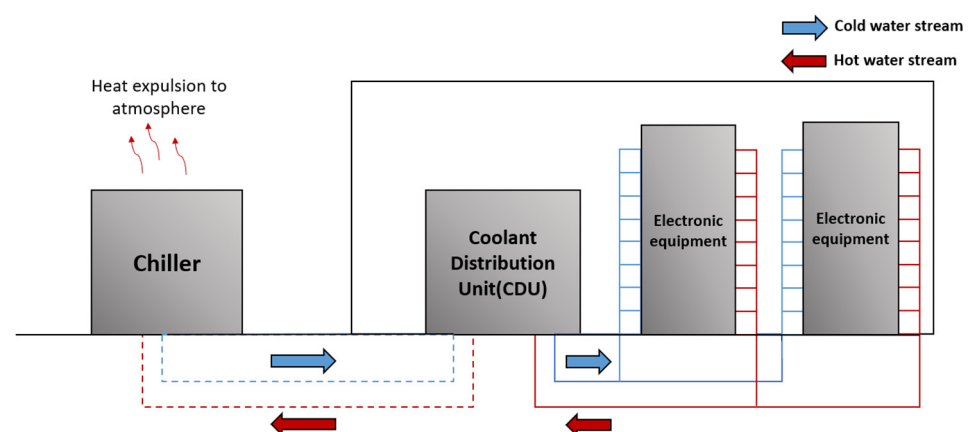 Cold water stream
Hot water stream
Heat expulsion to
atmosphere
Chiller
Coolant
Distribution
Unit(CDU)
Electronic
equipment
Electronic
equipment